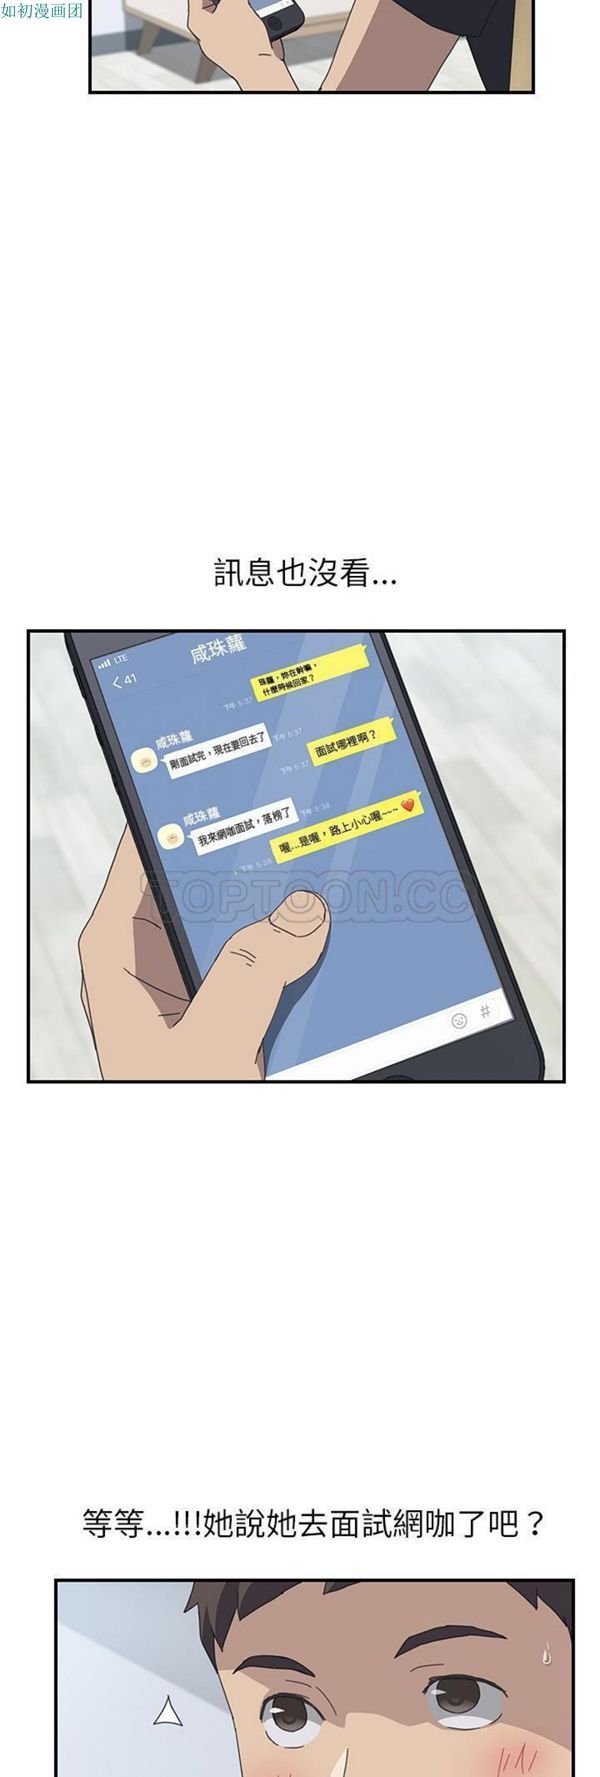 如初漫画团
訊息也沒看...
LTE
41
咸珠蘿
珠蘿，妳在幹嘛，
什麼時候回家？
下午 5:37
咸珠蘿
剛面試完，現在要回去了
下午 5:37
面試哪裡啊？
下午 5:37
咸珠蘿
我來網咖面試，落榜了
下午 5:38
喔...是喔，路上小心喔~~~❤
下午 5:38
TOPTOON.CC
#
等等...!!!她說她去面試網咖了吧？